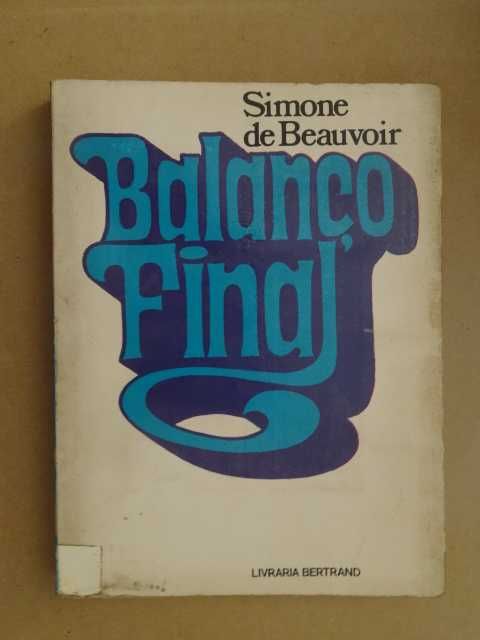 Simone
de Beauvoir
Balanço
Final
LIVRARIA BERTRAND